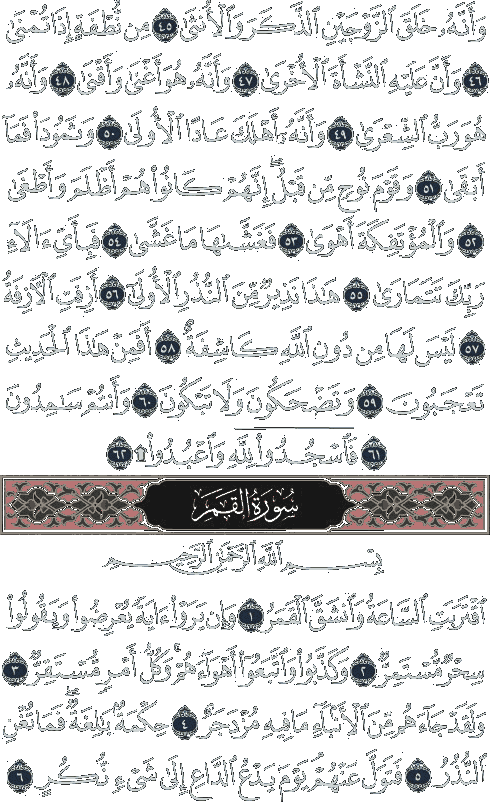 وَأَنَّهُۥ خَلَقَ ٱلزَّوۡجَيۡنِ ٱلذَّكَرَ وَٱلۡأُنثَىٰ ٤٥ مِن نُّطۡفَةٍ إِذَا تُمۡنَىٰ
٤٦ وَأَنَّ عَلَيۡهِ ٱلنَّشۡأَةَ ٱلۡأُخۡرَىٰ ٤٧ وَأَنَّهُۥ هُوَ أَغۡنَىٰ وَأَقۡنَىٰ ٤٨ وَأَنَّهُۥ
هُوَ رَبُّ ٱلشِّعۡرَىٰ ٤٩ وَأَنَّهُۥٓ أَهۡلَكَ عَادًا ٱلۡأُولَىٰ ٥٠ وَثَمُودَاْ فَمَآ
أَبۡقَىٰ ٥١ وَقَوۡمَ نُوحٖ مِّن قَبۡلُۖ إِنَّهُمۡ كَانُواْ هُمۡ أَظۡلَمَ وَأَطۡغَىٰ
٥٢ وَٱلۡمُؤۡتَفِكَةَ أَهۡوَىٰ ٥٣ فَغَشَّىٰهَا مَا غَشَّىٰ ٥٤ فَبِأَيِّ ءَالَآءِ
رَبِّكَ تَتَمَارَىٰ ٥٥ هَٰذَا نَذِيرٞ مِّنَ ٱلنُّذُرِ ٱلۡأُولَىٰٓ ٥٦ أَزِفَتِ ٱلۡأٓزِفَةُ
٥٧ لَيۡسَ لَهَا مِن دُونِ ٱللَّهِ كَاشِفَةٌ ٥٨ أَفَمِنۡ هَٰذَا ٱلۡحَدِيثِ
تَعۡجَبُونَ ٥٩ وَتَضۡحَكُونَ وَلَا تَبۡكُونَ ٦٠ وَأَنتُمۡ سَٰمِدُونَ
٦١ فَٱسۡجُدُواْۤ لِلَّهِۤ وَٱعۡبُدُواْ۩ ٦٢
سُورَةُ القَمَرِ
بِسۡمِ ٱللَّهِ ٱلرَّحۡمَٰنِ ٱلرَّحِيمِ
ٱقۡتَرَبَتِ ٱلسَّاعَةُ وَٱنشَقَّ ٱلۡقَمَرُ ١ وَإِن يَرَوۡاْ ءَايَةٗ يُعۡرِضُواْ وَيَقُولُواْ
سِحۡرٞ مُّسۡتَمِرّٞ ٢ وَكَذَّبُواْ وَٱتَّبَعُوٓاْ أَهۡوَآءَهُمۡۚ وَكُلُّ أَمۡرٖ مُّسۡتَقِرّٞ ٣
وَلَقَدۡ جَآءَهُم مِّنَ ٱلۡأَنۢبَآءِ مَا فِيهِ مُزۡدَجَرٌ ٤ حِكۡمَةُۢ بَٰلِغَةٞۖ فَمَا تُغۡنِ
ٱلنُّذُرُ ٥ فَتَوَلَّ عَنۡهُمۡۘ يَوۡمَ يَدۡعُ ٱلدَّاعِ إِلَىٰ شَيۡءٖ نُّكُرٍ ٦